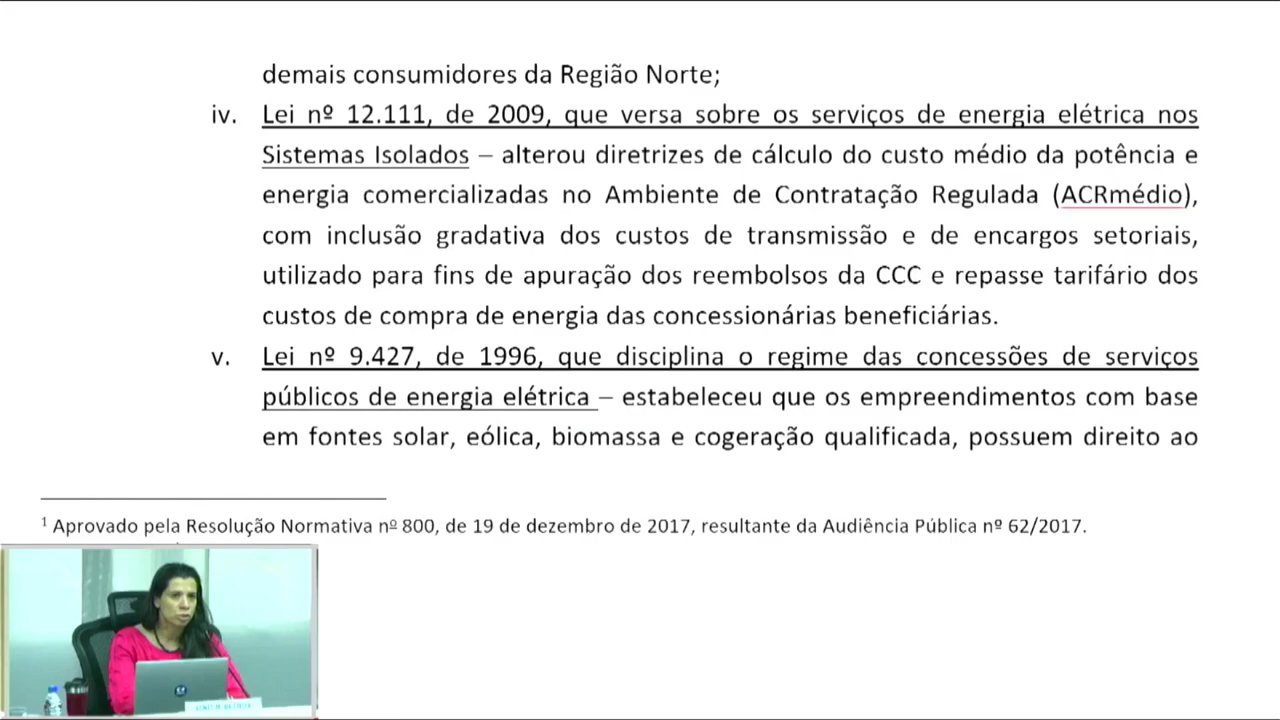 demais consumidores da Região Norte;
iv. Lei nº 12.111, de 2009, que versa sobre os serviços de energia elétrica nos
Sistemas Isolados – alterou diretrizes de cálculo do custo médio da potência e
energia comercializadas no Ambiente de Contratação Regulada (ACRmédio),
com inclusão gradativa dos custos de transmissão e de encargos setoriais,
utilizado para fins de apuração dos reembolsos da CCC e repasse tarifário dos
custos de compra de energia das concessionárias beneficiárias.
v. Lei nº 9.427, de 1996, que disciplina o regime das concessões de serviços
públicos de energia elétrica – estabeleceu que os empreendimentos com base
em fontes solar, eólica, biomassa e cogeração qualificada, possuem direito ao
¹ Aprovado pela Resolução Normativa nº 800, de 19 de dezembro de 2017, resultante da Audiência Pública nº 62/2017.